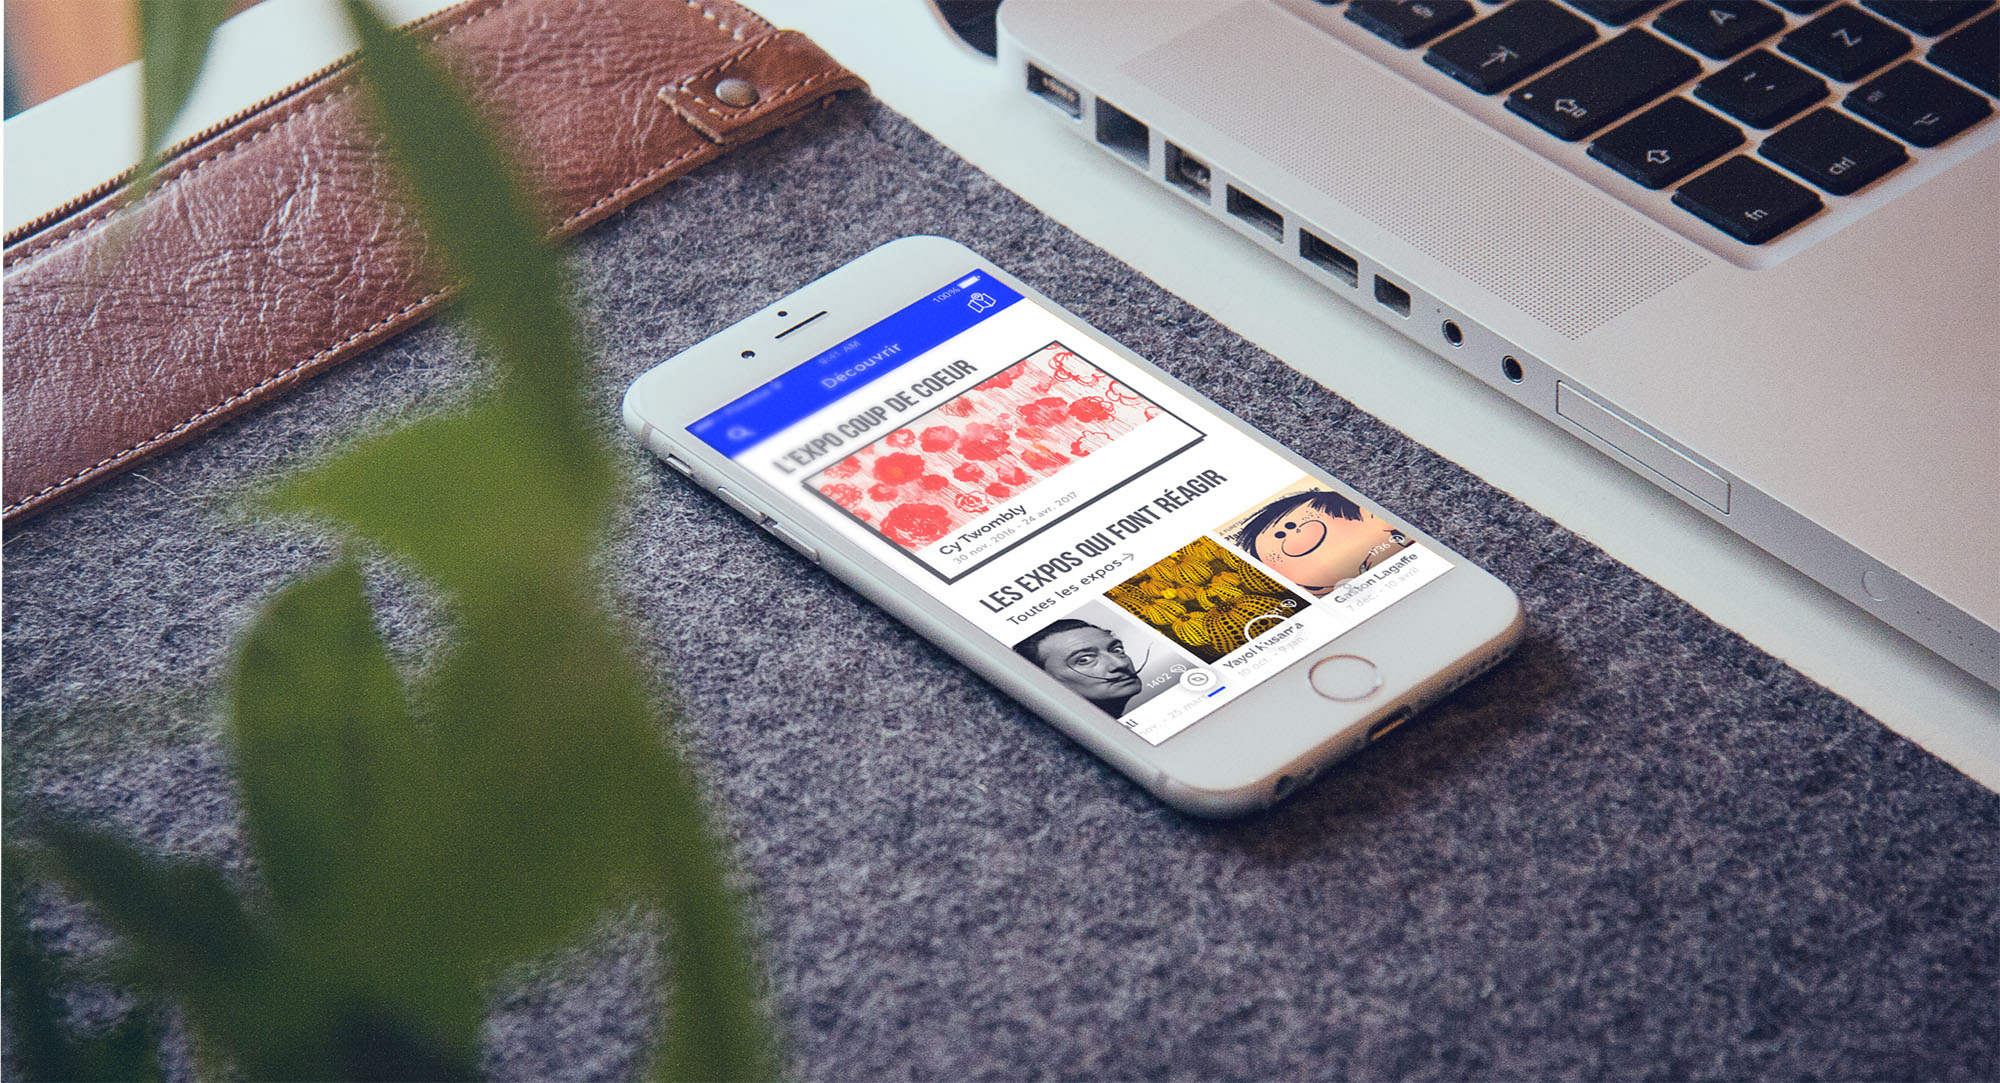 100%
9:41 AM
Découvrir
L'EXPO COUP DE COEUR
Cy Twombly
30 nov. 2016 - 24 avr. 2017
LES EXPOS QUI FONT RÉAGIR
Toutes les expos→
1402
nov. - 25 mars
Yayoi Kusama
10 oct. - 9 jan.
1736
Gaston Lagaffe
7 déc. - 10 avril
A
Z
fn
ctrl